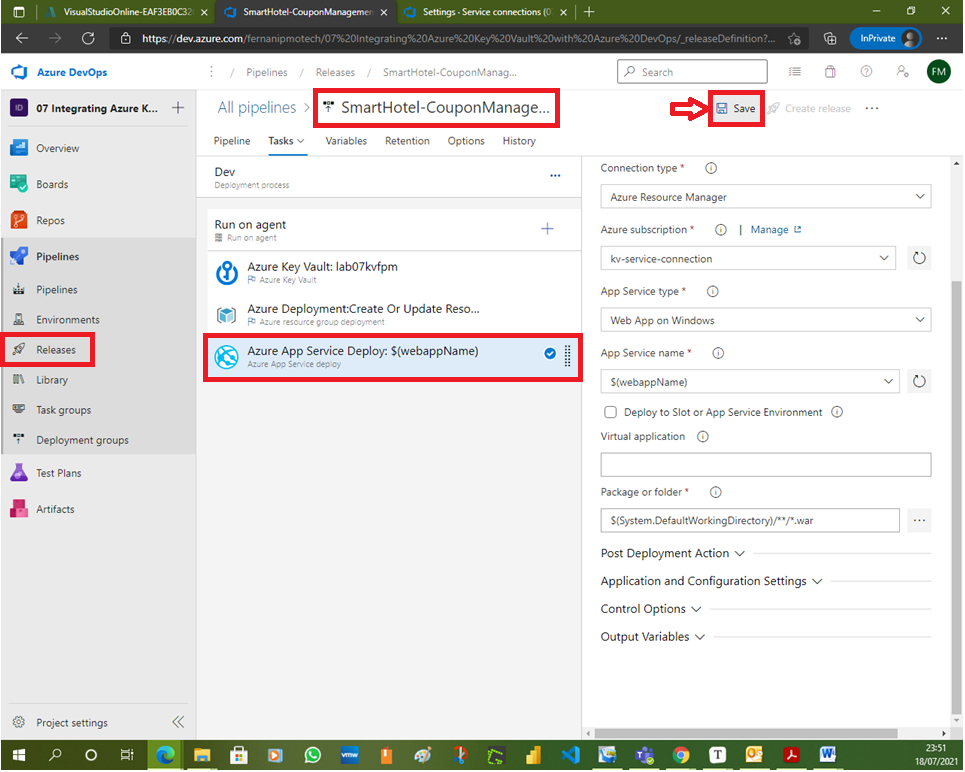 VisualStudioOnline-EAF3EB0C32
SmartHotel-CouponManagemen
Settings · Service connections (07
https://dev.azure.com/fernanipmotech/07%20Integrating%20Azure%20Key%20Vault%20with%20Azure%20DevOps/_releaseDefinition?...
InPrivate
Azure DevOps
/ Pipelines / Releases / SmartHotel-CouponManag...
Search
FM
ID
07 Integrating Azure K...
All pipelines > SmartHotel-CouponManage...
Save
Create release
Pipeline
Tasks
Variables
Retention
Options
History
Overview
Boards
Repos
Pipelines
Pipelines
Environments
Releases
Library
Task groups
Deployment groups
Test Plans
Artifacts
Project settings
Dev
Deployment process
Run on agent
Run on agent
Azure Key Vault: lab07kvfpm
Azure Key Vault
Azure Deployment:Create Or Update Reso...
Azure resource group deployment
Azure App Service Deploy: $(webappName)
Azure App Service deploy
Connection type *
Azure Resource Manager
Azure subscription * | Manage
kv-service-connection
App Service type *
Web App on Windows
App Service name *
$(webappName)
Deploy to Slot or App Service Environment
Virtual application
Package or folder *
$(System.DefaultWorkingDirectory)/**/*.war
Post Deployment Action
Application and Configuration Settings
Control Options
Output Variables
vmw
T
W
23:51
18/07/2021